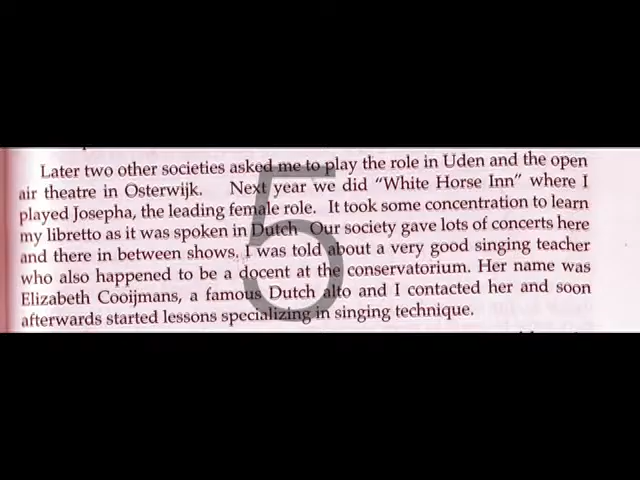 Later two other societies asked me to play the role in Uden and the open
air theatre in Osterwijk. Next year we did "White Horse Inn" where I
played Josepha, the leading female role. It took some concentration to learn
my libretto as it was spoken in Dutch. Our society gave lots of concerts here
and there in between shows. I was told about a very good singing teacher
who also happened to be a docent at the conservatorium. Her name was
Elizabeth Cooijmans, a famous Dutch alto and I contacted her and soon
afterwards started lessons specializing in singing technique.
5